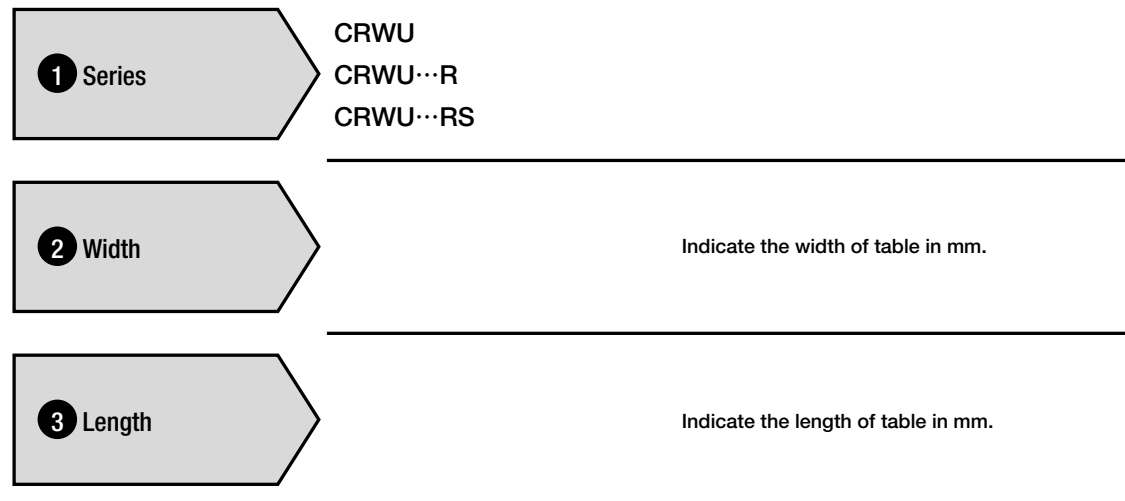 1 Series
CRWU
CRWU···R
CRWU···RS
2 Width
Indicate the width of table in mm.
3 Length
Indicate the length of table in mm.